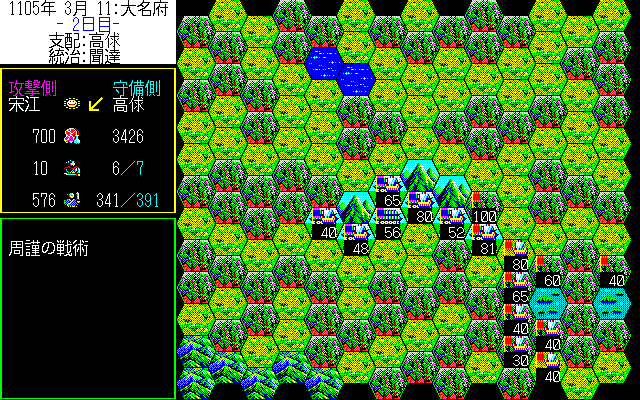 1105年 3月 11:大名府
- 2日目-
支配:高俅
統治:聞達
攻撃側 守備側
宋江 高俅
700 3426
10 6/7
576 341/391
周謹の戦術
65
80
100
40
56
52
48
81
80
60
40
65
40
40
30
40